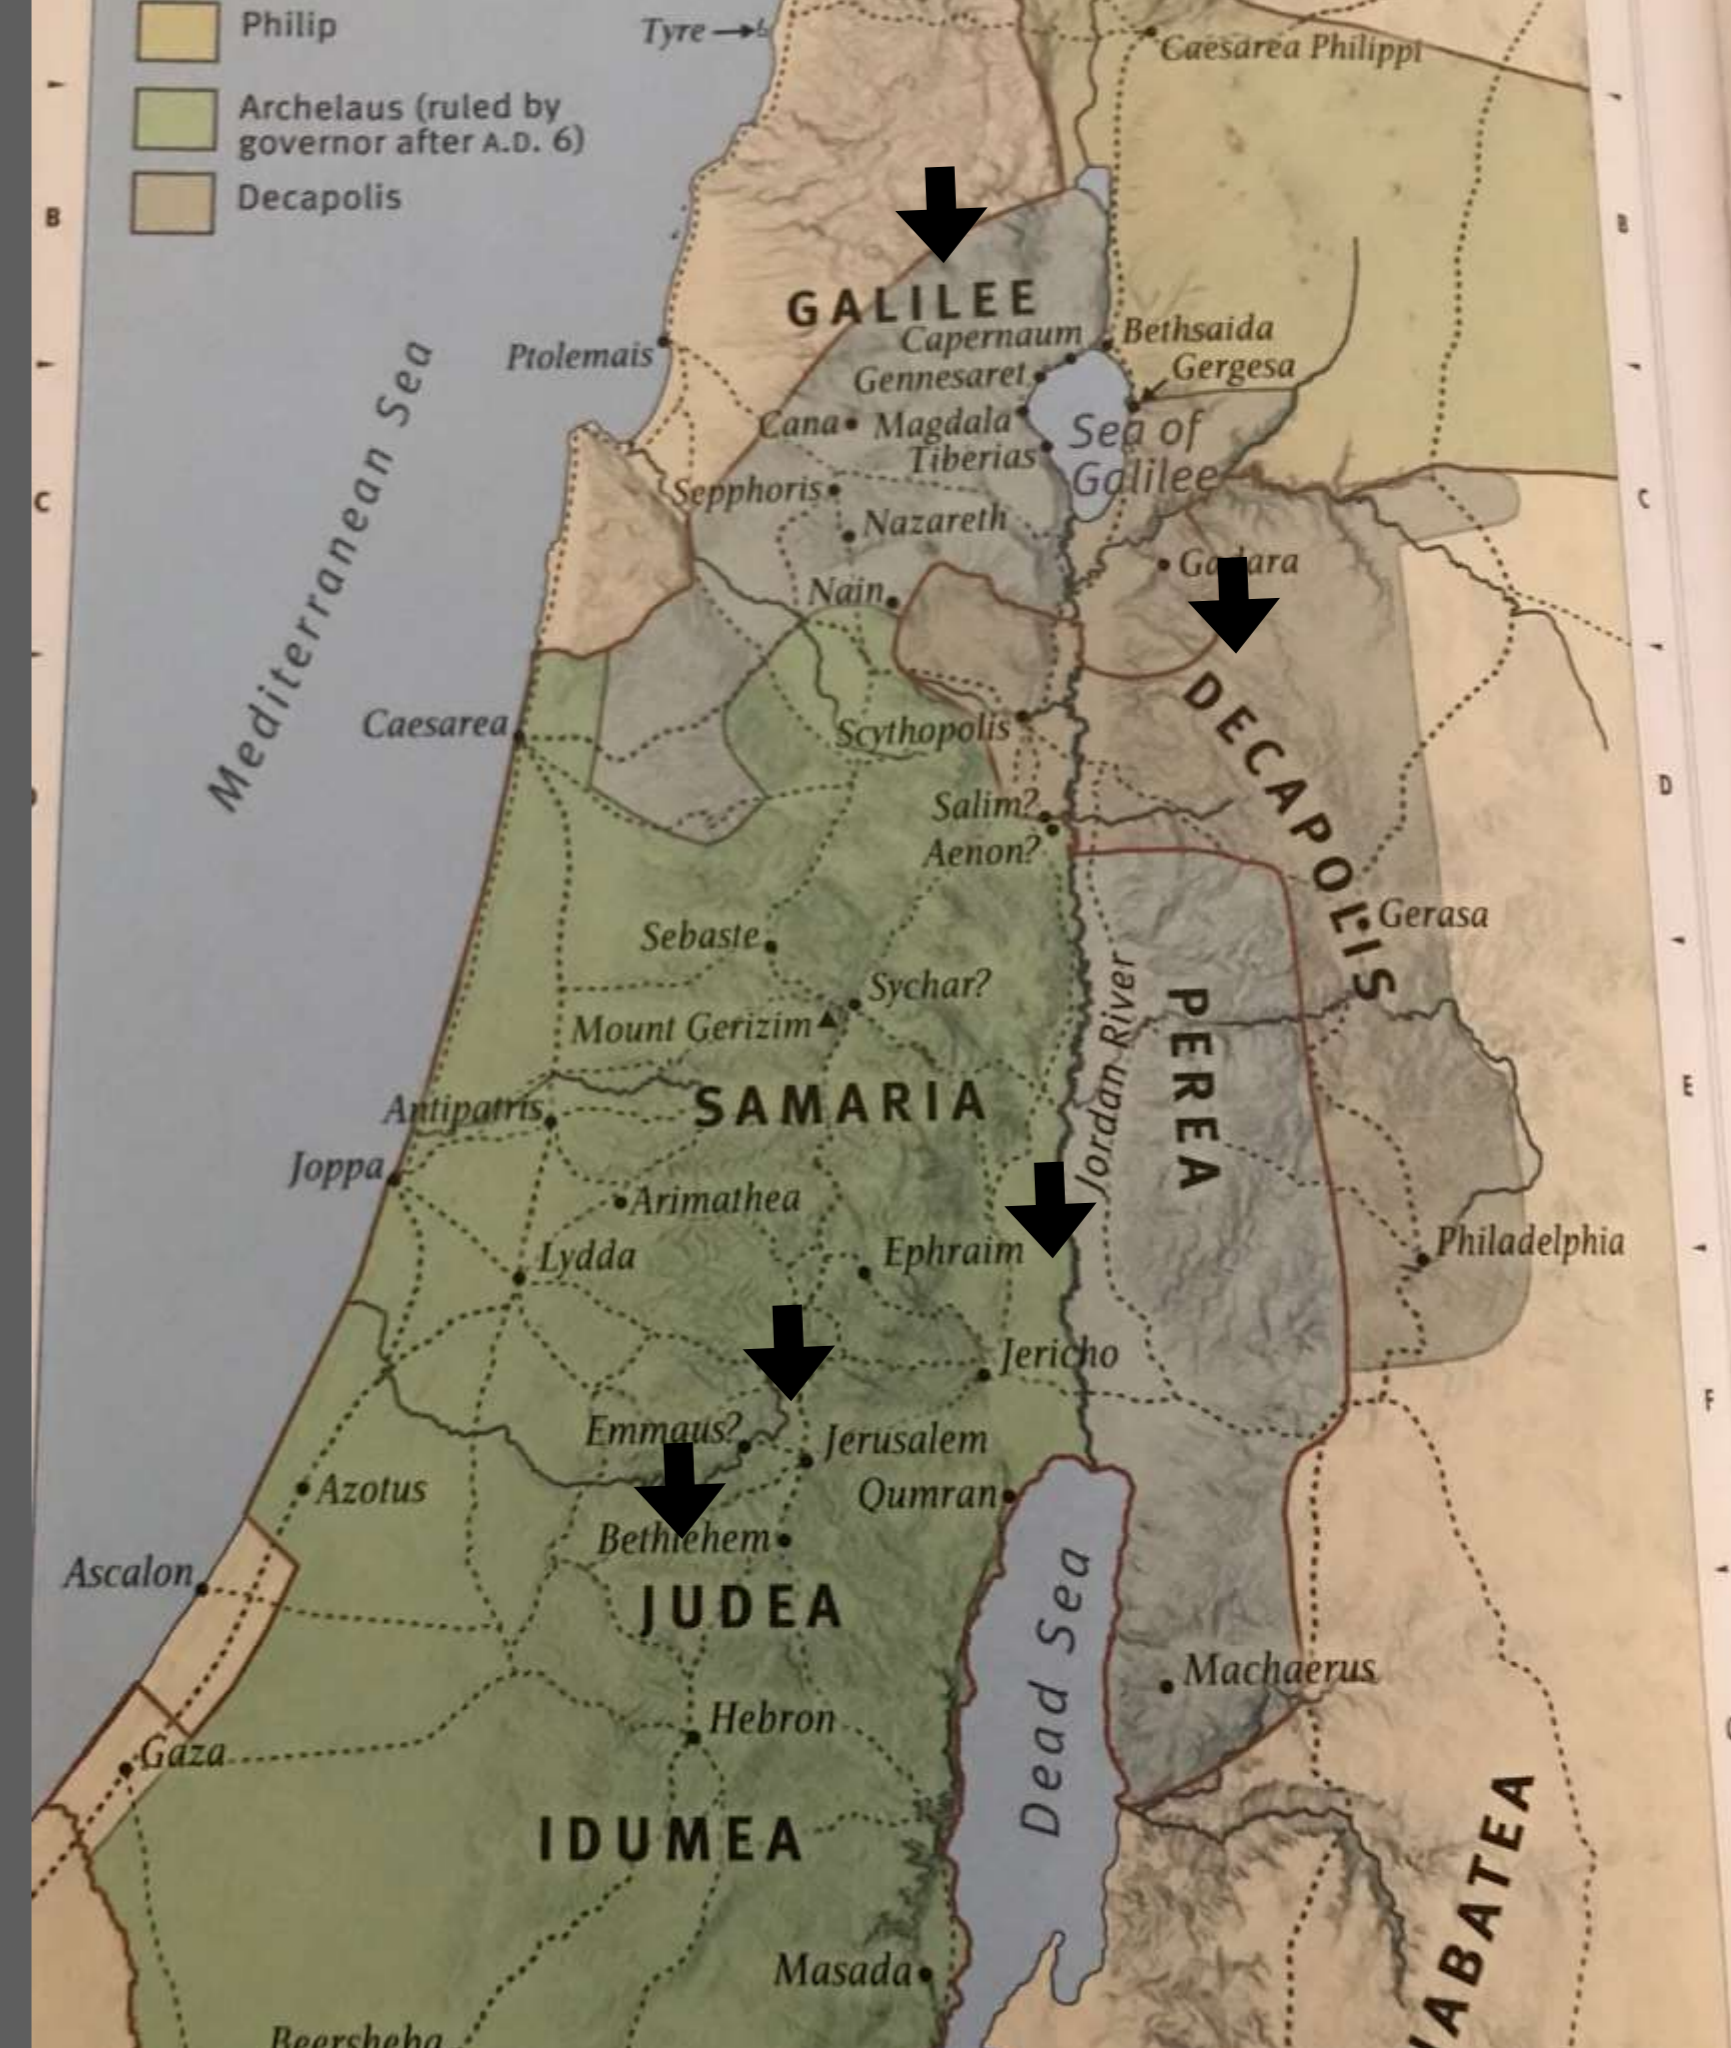 Philip
Tyre
Caesarea Philippi
Archelaus (ruled by
governor after A.D. 6)
Decapolis
B
B
GALILEE
Capernaum
Bethsaida
Ptolemais
Gennesaret
Gergesa
Mediterranean Sea
Cana
Magdala
Sea of
Galilee
Tiberias
C
Sepphoris
C
Nazareth
Gadara
Nain
DECAPOLIS
Caesarea
Scythopolis
D
Salim?
Aenon?
Gerasa
Sebaste
Sychar?
Jordan River
PEREA
Mount Gerizim
SAMARIA
E
Antipatris
Joppa
Arimathea
Philadelphia
Lydda
Ephraim
Jericho
F
Emmaus?
Jerusalem
Azotus
Qumran
Bethlehem
Ascalon
JUDEA
Dead Sea
Machaerus
Hebron
Gaza
IDUMEA
ABATEA
Masada
Beersheba